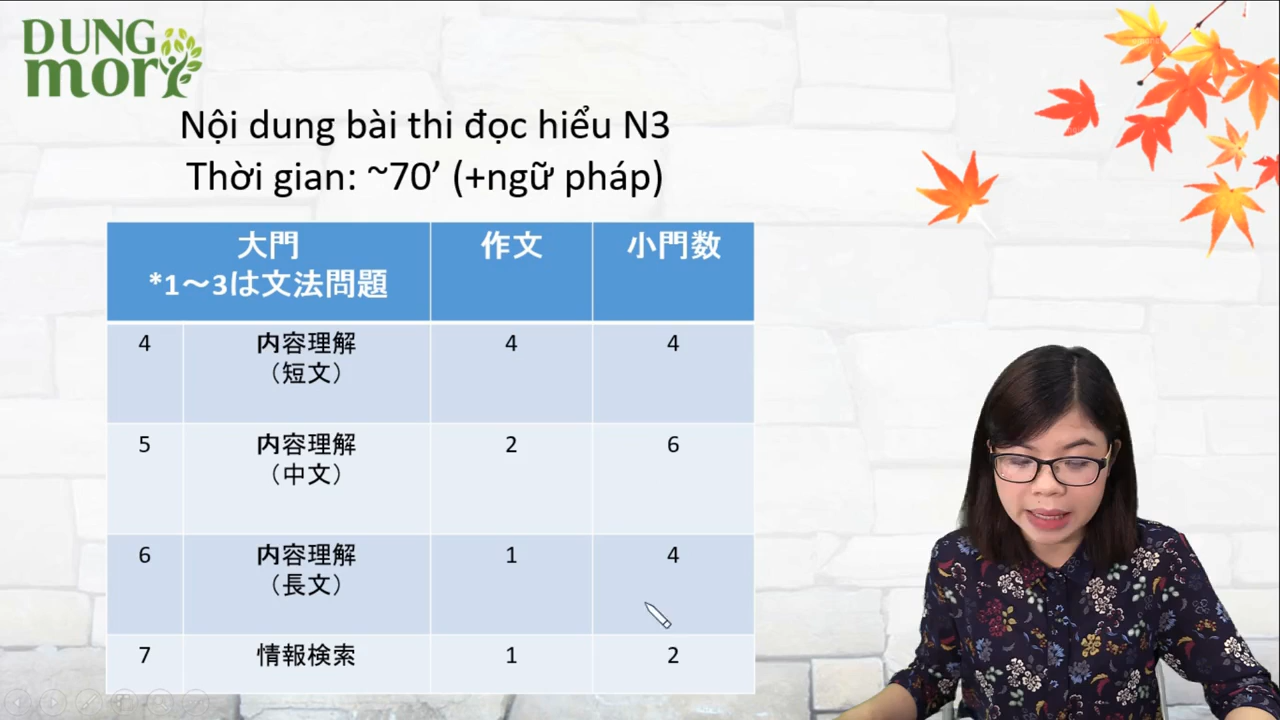 DUNG
mori
Nội dung bài thi đọc hiểu N3
Thời gian: ~70’ (+ngữ pháp)
大門
*1～3は文法問題
作文
小門数
4
内容理解
（短文）
4
4
5
内容理解
（中文）
2
6
6
内容理解
（長文）
1
4
7
情報検索
1
2